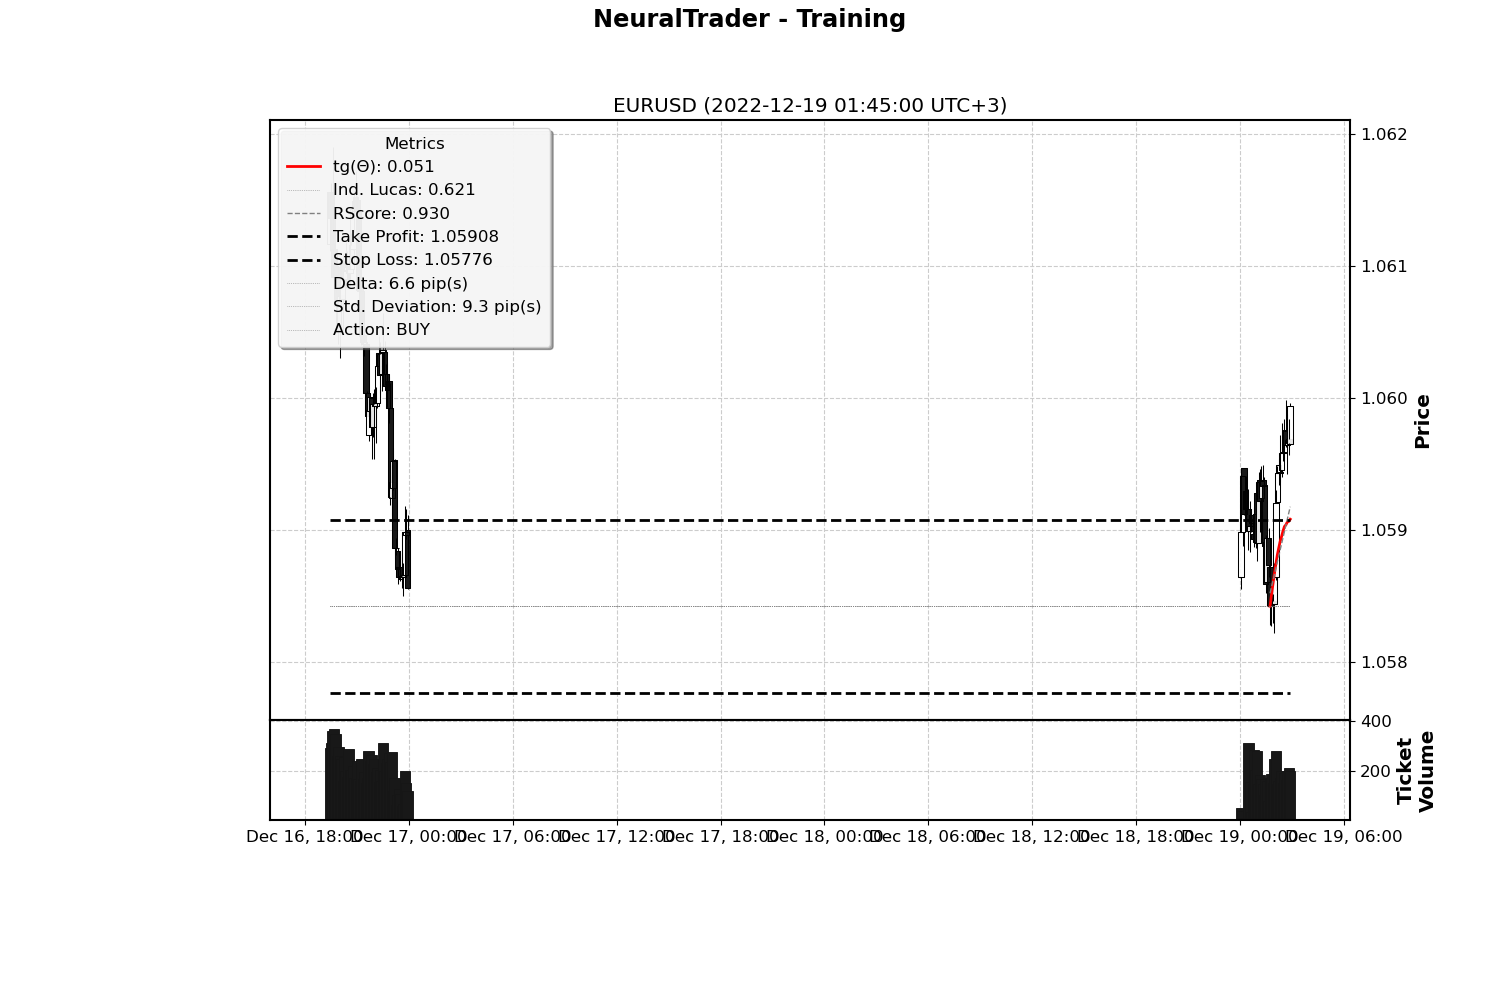 NeuralTrader - Training
EURUSD (2022-12-19 01:45:00 UTC+3)
Metrics
tg(Θ): 0.051
Ind. Lucas: 0.621
RScore: 0.930
Take Profit: 1.05908
Stop Loss: 1.05776
Delta: 6.6 pip(s)
Std. Deviation: 9.3 pip(s)
Action: BUY
1.062
1.061
1.060
1.059
1.058
Price
400
200
Ticket
Volume
Dec 16, 18:00 Dec 17, 00:00 Dec 17, 06:00 Dec 17, 12:00 Dec 17, 18:00 Dec 18, 00:00 Dec 18, 06:00 Dec 18, 12:00 Dec 18, 18:00 Dec 19, 00:00 Dec 19, 06:00